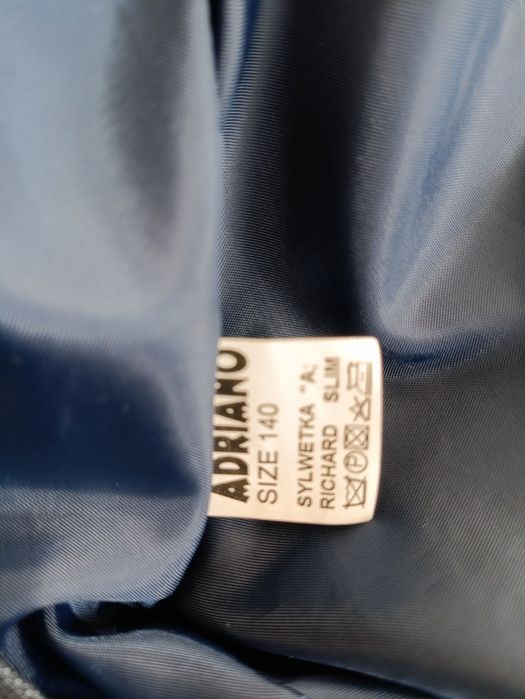 ADRIANO
SIZE 140
SYLWETKA "A;
RICHARD SLIM